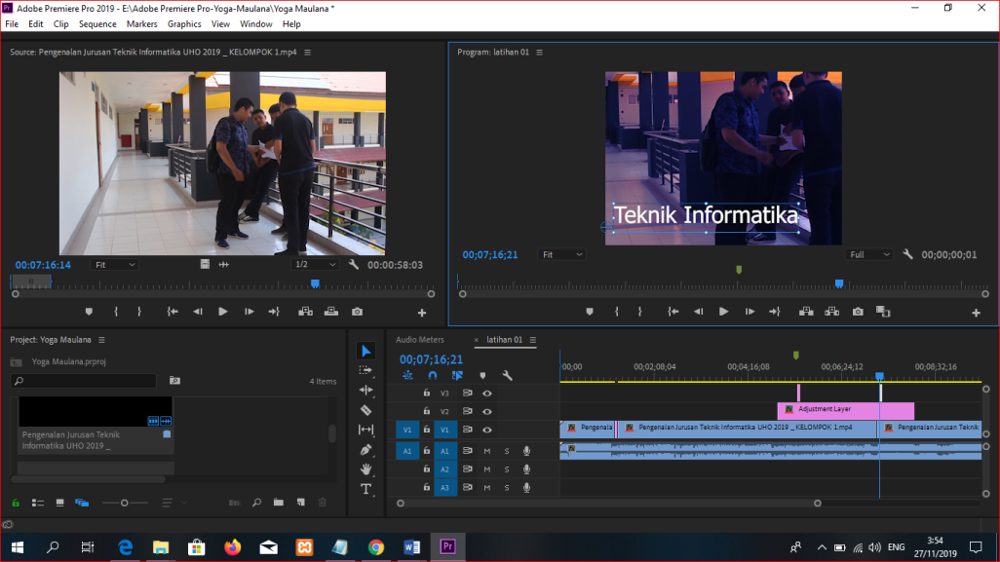 Adobe Premiere Pro 2019 - E:\Adobe Premiere Pro-Yoga-Maulana\Yoga Maulana *
File Edit Clip Sequence Markers Graphics View Window Help
Source: Pengenalan Jurusan Teknik Informatika UHO 2019 _ KELOMPOK 1.mp4
Program: latihan 01
Teknik Informatika
00:07:16:14 Fit 1/2 00:00:58:03
00;07;16;21 Fit Full 00;00;00;01
Project: Yoga Maulana
Yoga Maulana.prproj
4 Items
Pengenalan Jurusan Teknik
Informatika UHO 2019 _
Audio Meters × latihan 01
00;07;16;21
;00;00 00;02;08;04 00;04;16;08 00;06;24;12 00;08;32;16
V3
V2 fx Adjustment Layer
V1 V1 fx Pengenala fx Pengenalan Jurusan Teknik Informatika UHO 2019 _ KELOMPOK 1.mp4 fx Pengenalan Jurusan Teknik
A1 A1 M S fx
A2 M S
A3 M S
Pr
ENG
3:54
27/11/2019